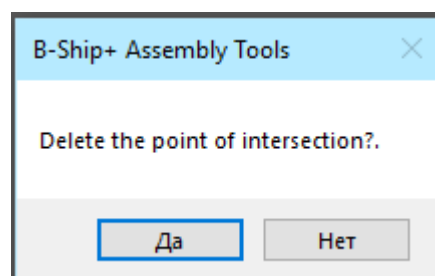 B-Ship+ Assembly Tools
Delete the point of intersection?.
Да
Нет